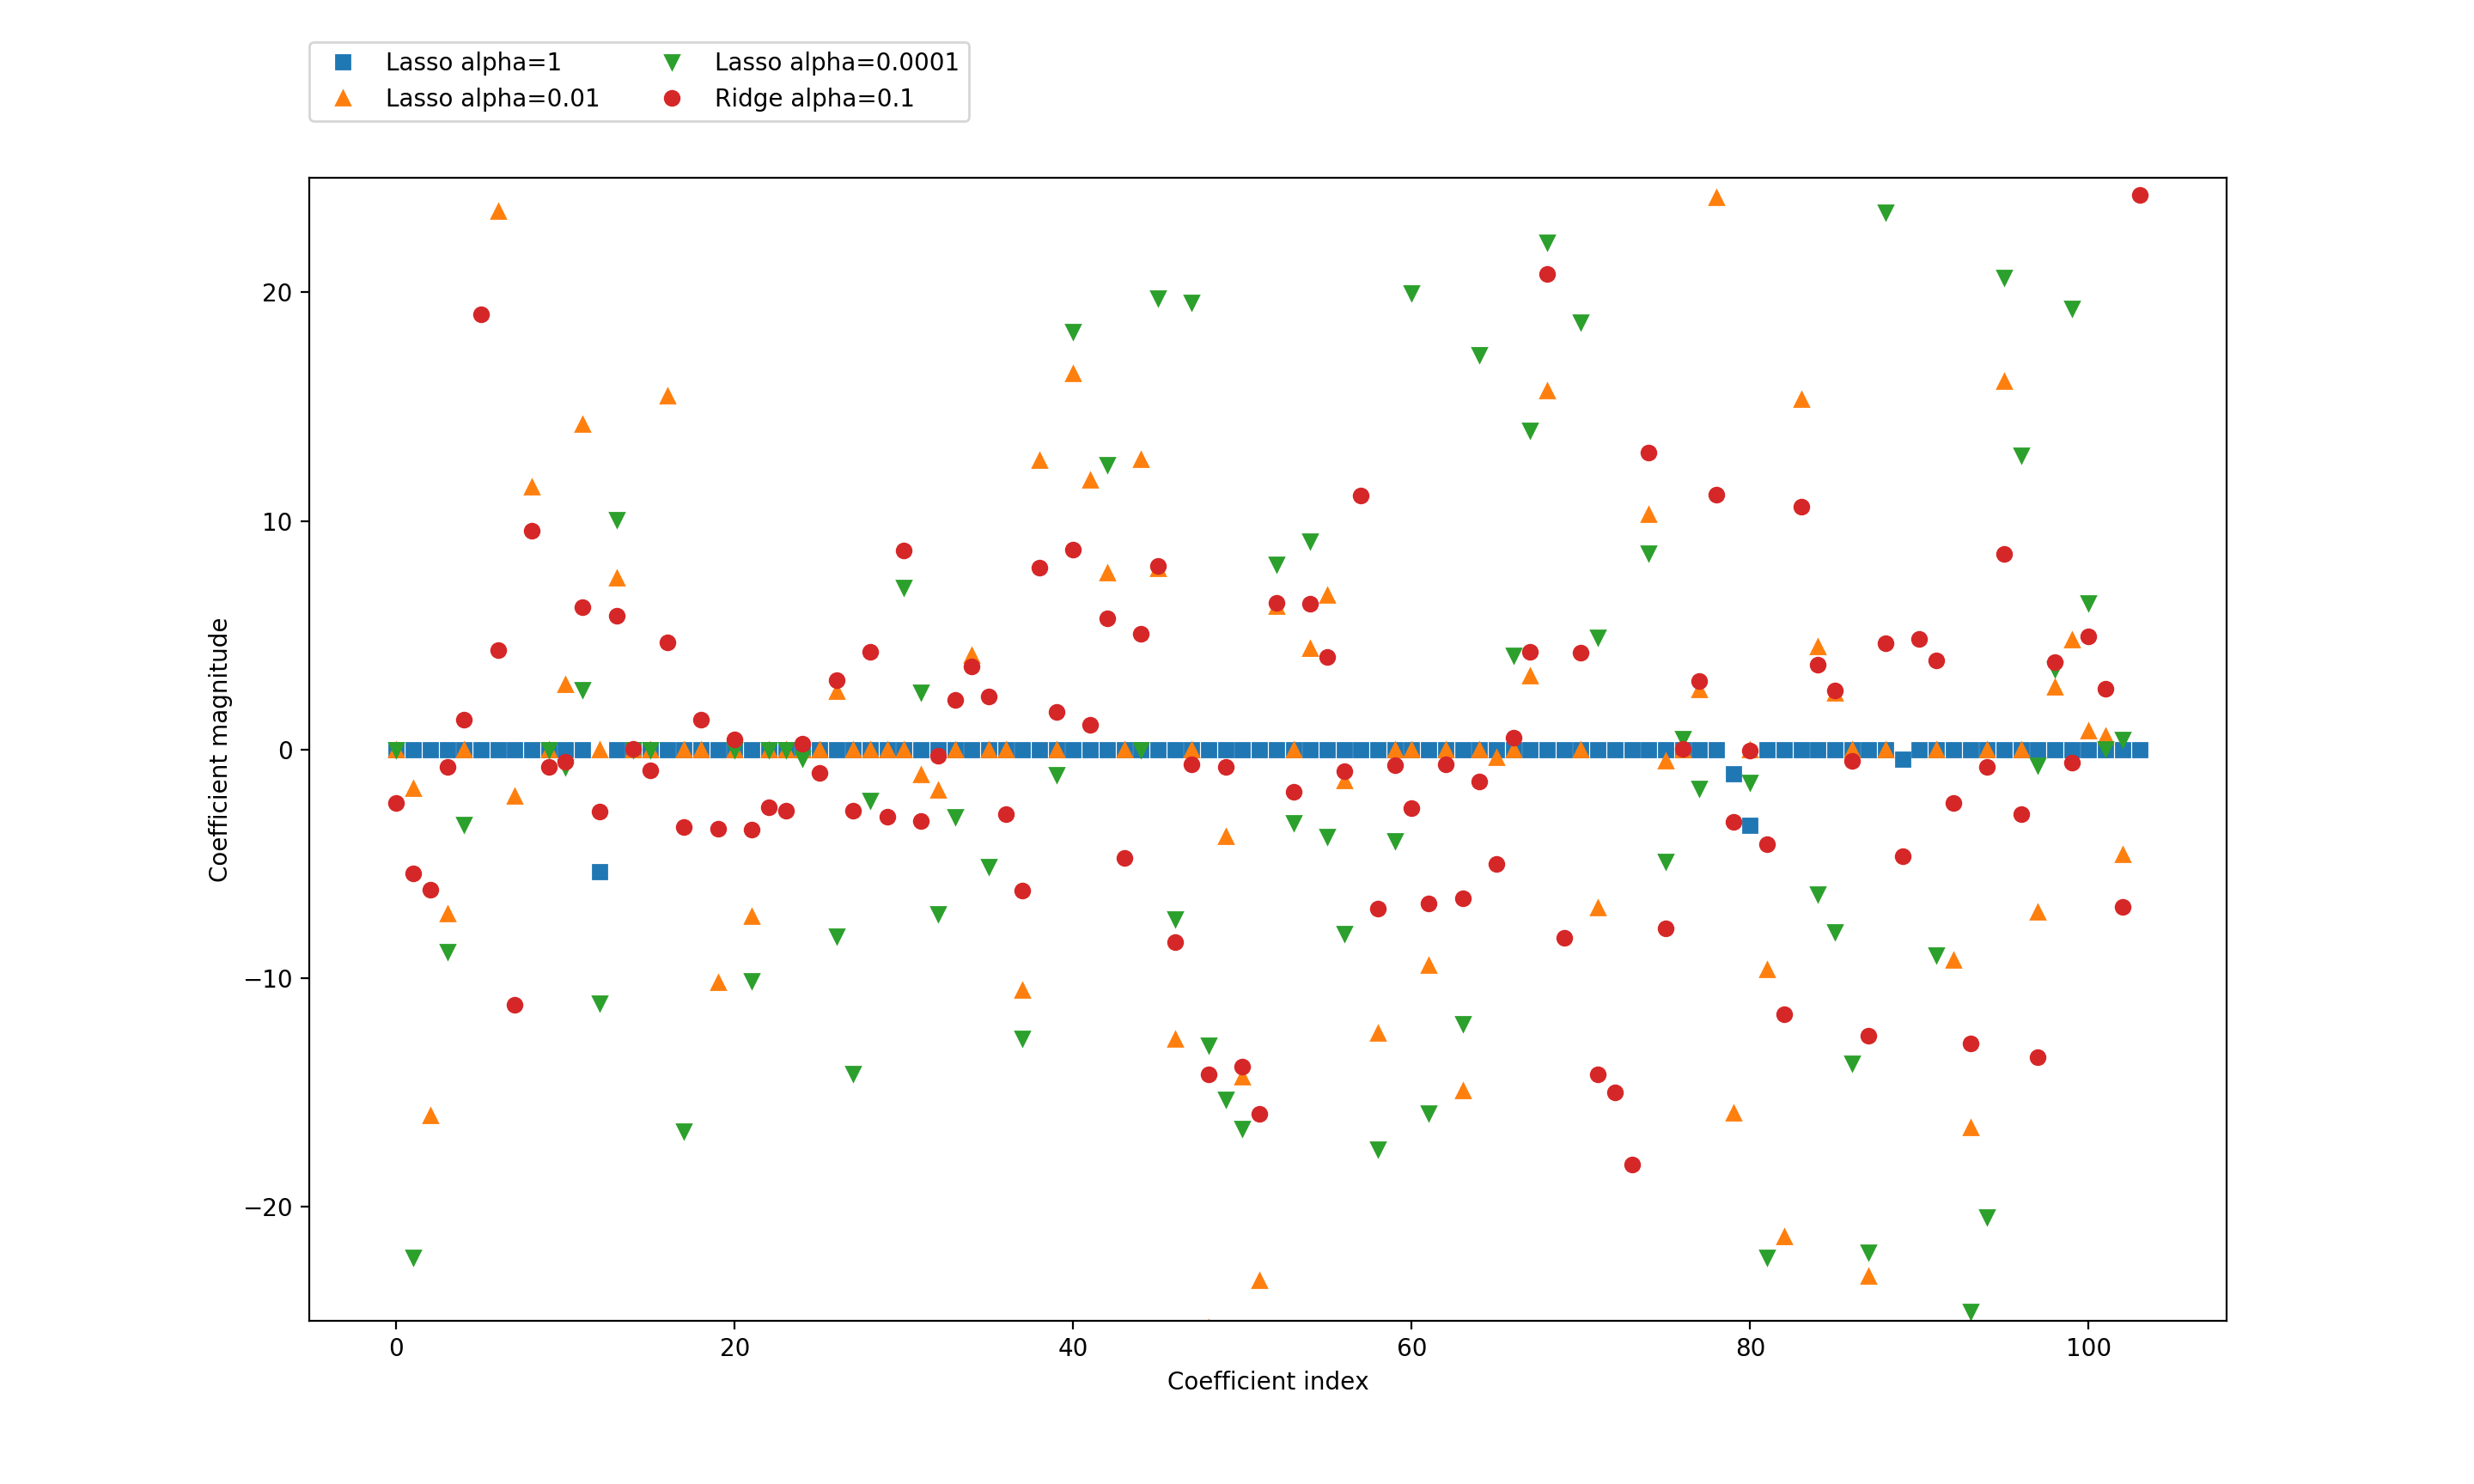 Lasso alpha=1
Lasso alpha=0.01
Lasso alpha=0.0001
Ridge alpha=0.1
Coefficient magnitude
20
10
0
−10
−20
0 20 40 60 80 100
Coefficient index